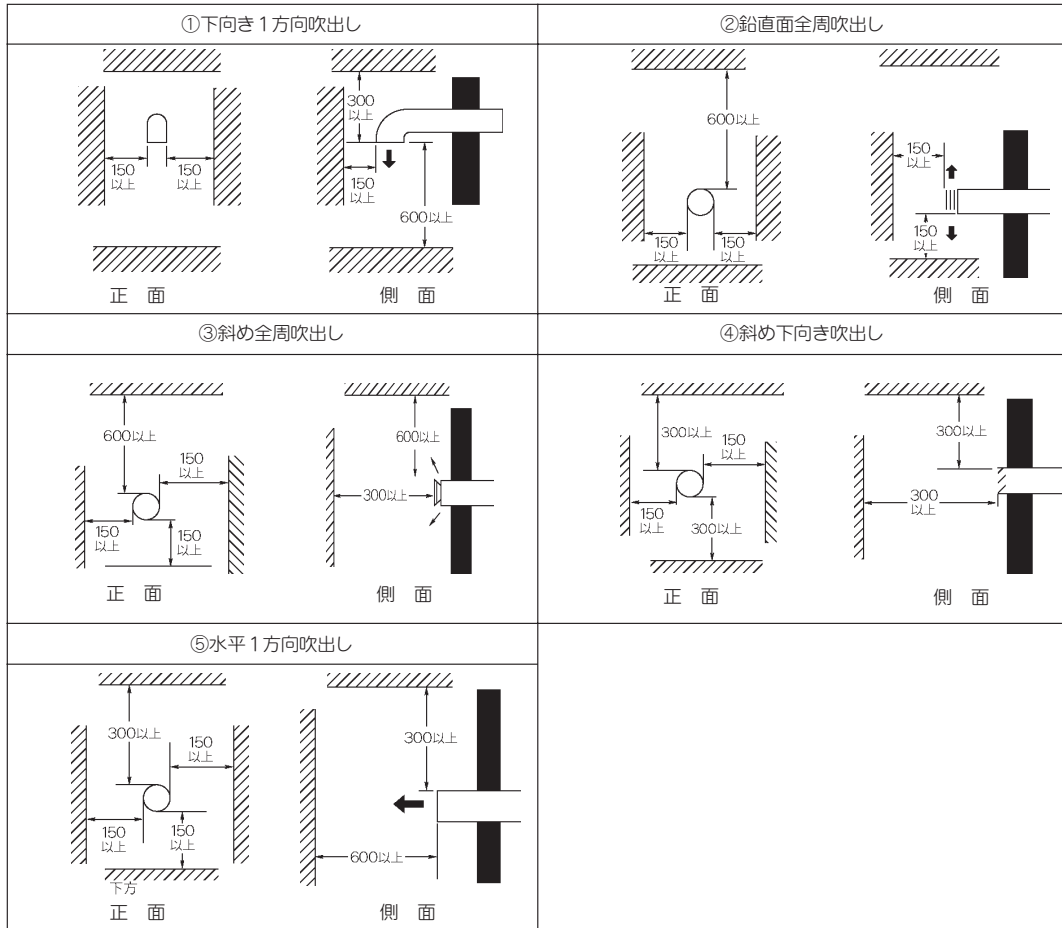 ①下向き1方向吹出し
300
以上
150
以上
150
以上
150
以上
600以上
正 面
側 面
②鉛直面全周吹出し
600以上
150
以上
150
以上
150
以上
150
以上
正 面
側 面
③斜め全周吹出し
600以上
150
以上
150
以上
150
以上
600以上
300以上
正 面
側 面
④斜め下向き吹出し
300以上
150
以上
150
以上
300以上
300以上
300
以上
正 面
側 面
⑤水平1方向吹出し
300以上
150
以上
150
以上
150
以上
下方
300以上
600以上
正 面
側 面